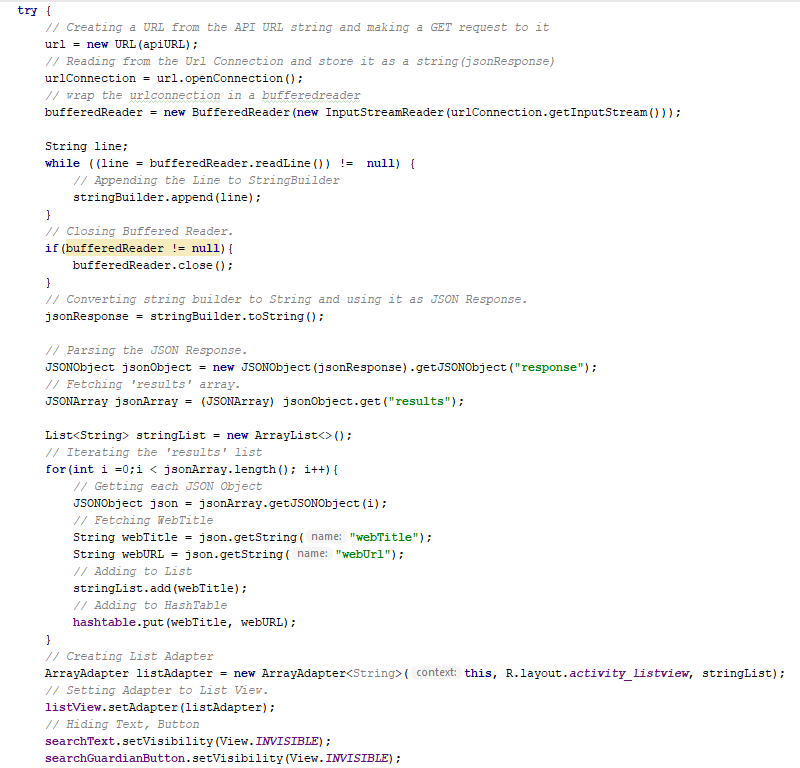 try {
// Creating a URL from the API URL string and making a GET request to it
url = new URL(apiURL);
// Reading from the Url Connection and store it as a string(jsonResponse)
urlConnection = url.openConnection();
// wrap the urlconnection in a bufferedreader
bufferedReader = new BufferedReader(new InputStreamReader(urlConnection.getInputStream()));
String line;
while ((line = bufferedReader.readLine()) !=  null) {
// Appending the Line to StringBuilder
stringBuilder.append(line);
}
// Closing Buffered Reader.
if(bufferedReader != null){
bufferedReader.close();
}
// Converting string builder to String and using it as JSON Response.
jsonResponse = stringBuilder.toString();
// Parsing the JSON Response.
JSONObject jsonObject = new JSONObject(jsonResponse).getJSONObject("response");
// Fetching 'results' array.
JSONArray jsonArray = (JSONArray) jsonObject.get("results");
List<String> stringList = new ArrayList<>();
// Iterating the 'results' list
for(int i =0;i < jsonArray.length(); i++){
// Getting each JSON Object
JSONObject json = jsonArray.getJSONObject(i);
// Fetching WebTitle
String webTitle = json.getString( name: "webTitle");
String webURL = json.getString( name: "webUrl");
// Adding to List
stringList.add(webTitle);
// Adding to HashTable
hashtable.put(webTitle, webURL);
}
// Creating List Adapter
ArrayAdapter listAdapter = new ArrayAdapter<String>( context: this, R.layout.activity_listview, stringList);
// Setting Adapter to List View.
listView.setAdapter(listAdapter);
// Hiding Text, Button
searchText.setVisibility(View.INVISIBLE);
searchGuardianButton.setVisibility(View.INVISIBLE);